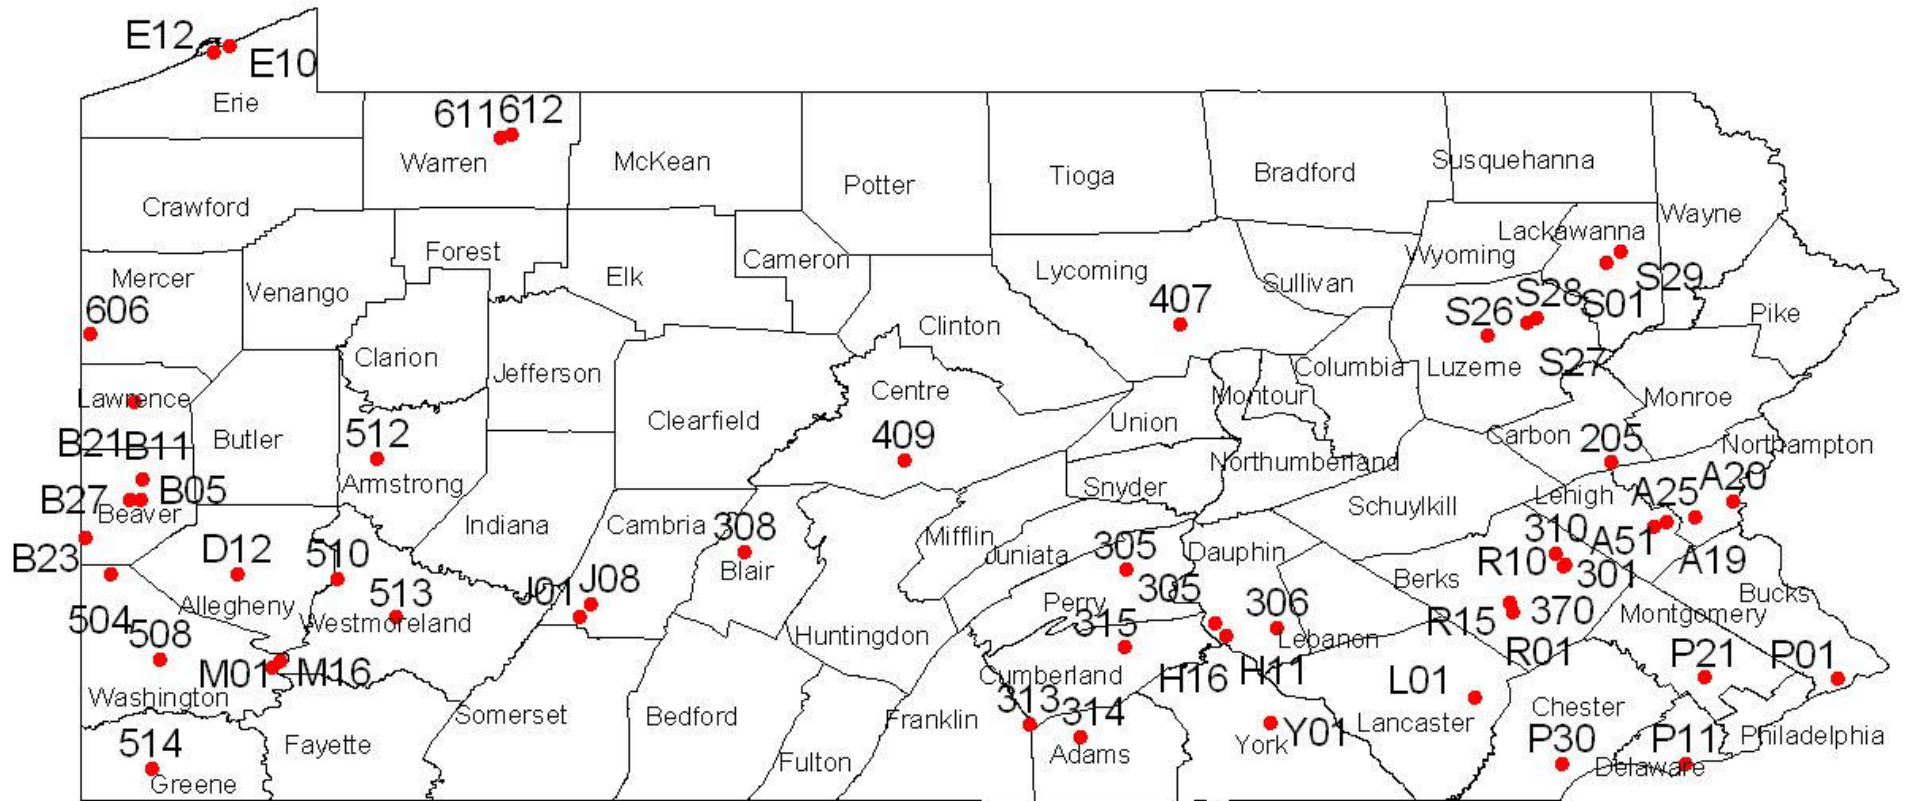 E12
E10
Erie
611 612
Warren
McKean
Potter
Tioga
Bradford
Susquehanna
Crawford
Wayne
Lackawanna
Forest
Elk
Cameron
Wyoming
Mercer
Venango
Lycoming
Sullivan
S29
606
407
S26
S28
S01
Clinton
Pike
Clarion
Jefferson
Columbia
Luzerne
S27
Lawrence
Centre
Montour
Monroe
Butler
Clearfield
Union
B21
B11
512
409
Carbon
205
Northampton
Northumberland
Armstrong
Snyder
B27
B05
Lehigh
A25
A20
Beaver
Indiana
Cambria
308
Mifflin
Juniata
Schuylkill
B23
D12
510
Blair
305
Dauphin
310
A51
A19
R10
301
J01
J08
513
305
306
Berks
Allegheny
Perry
Bucks
504
508
Westmoreland
Huntingdon
315
Lebanon
R15
370
Montgomery
R01
M01
M16
Cumberland
H16
H11
L01
P21
P01
Washington
Somerset
Bedford
Franklin
313
314
Lancaster
Chester
514
Fayette
Fulton
Adams
York
Y01
P30
P11
Philadelphia
Greene
Delaware